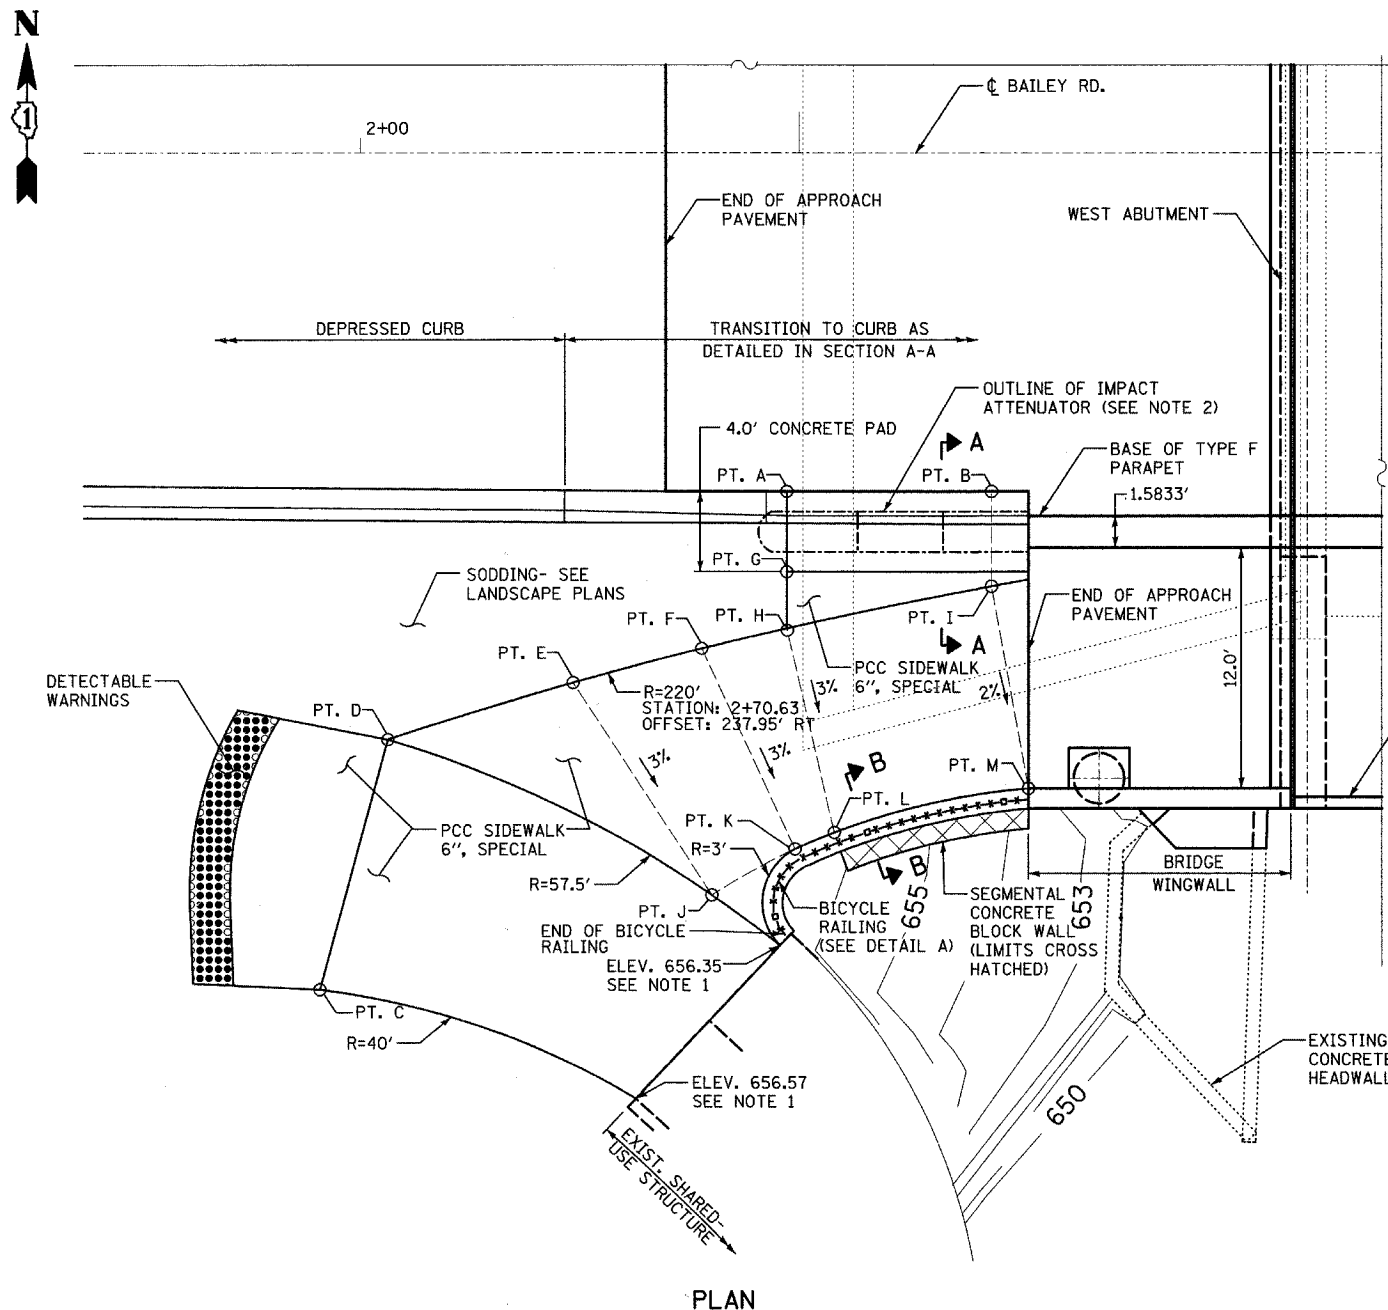 N
1
℄ BAILEY RD.
2+00
END OF APPROACH
PAVEMENT
WEST ABUTMENT
DEPRESSED CURB
TRANSITION TO CURB AS
DETAILED IN SECTION A-A
OUTLINE OF IMPACT
ATTENUATOR (SEE NOTE 2)
4.0' CONCRETE PAD
A
BASE OF TYPE F
PARAPET
PT. A
PT. B
1.5833'
PT. G
SODDING- SEE
LANDSCAPE PLANS
END OF APPROACH
PAVEMENT
PT. H
PT. I
PT. F
A
PT. E
PCC SIDEWALK
6", SPECIAL
3%
2%
12.0'
DETECTABLE
WARNINGS
R=220'
STATION: 2+70.63
OFFSET: 237.95' RT
PT. D
3%
3%
B
PT. M
PT. L
PT. K
PCC SIDEWALK
6", SPECIAL
R=3'
B
BRIDGE
WINGWALL
R=57.5'
PT. J
BICYCLE
RAILING
(SEE DETAIL A)
655
SEGMENTAL
CONCRETE
BLOCK WALL
(LIMITS CROSS
HATCHED)
653
END OF BICYCLE
RAILING
ELEV. 656.35
SEE NOTE 1
PT. C
R=40'
EXISTING
CONCRETE
HEADWALL
ELEV. 656.57
SEE NOTE 1
650
EXIST. SHARED-
USE STRUCTURE
PLAN